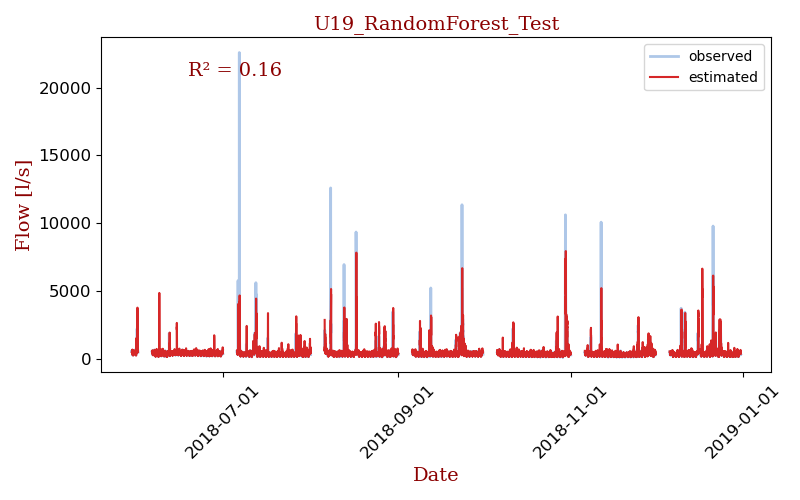 U19_RandomForest_Test
R² = 0.16
observed
estimated
Flow [l/s]
20000
15000
10000
5000
0
2018-07-01
2018-09-01
2018-11-01
2019-01-01
Date